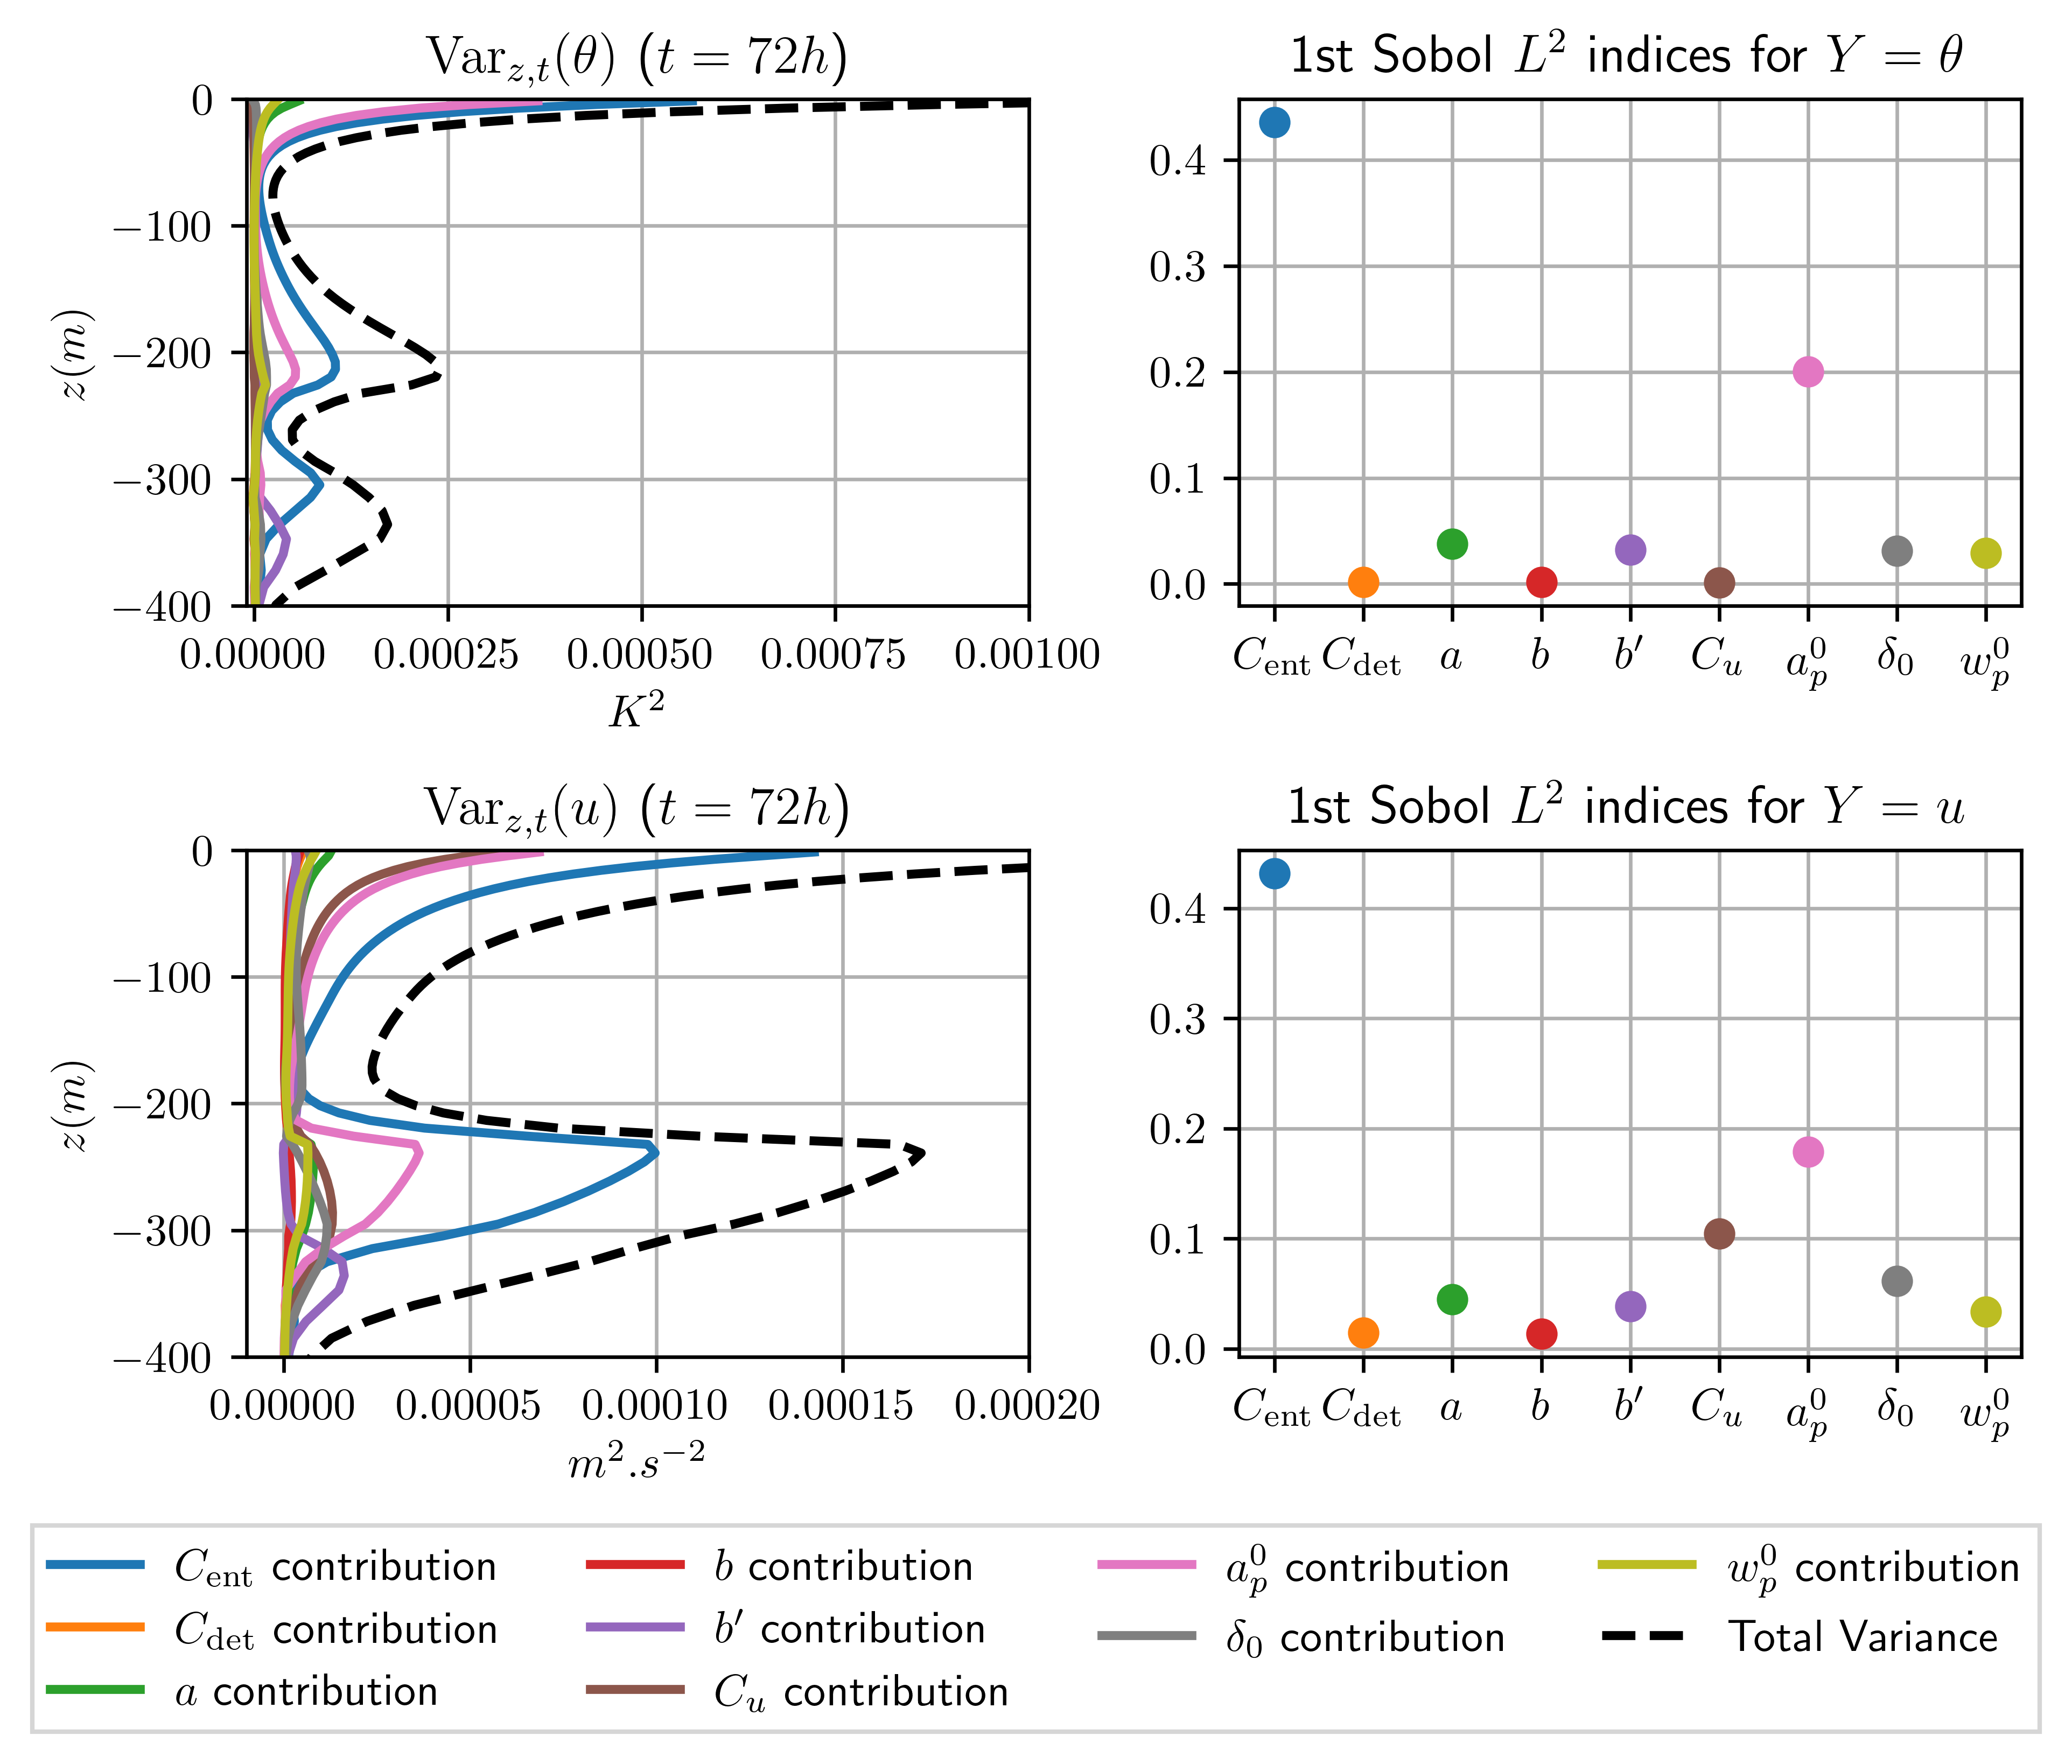 Var_{z,t}(θ) (t = 72h)
0
−100
−200
−300
−400
z(m)
0.00000 0.00025 0.00050 0.00075 0.00100
K²
1st Sobol L² indices for Y = θ
0.4
0.3
0.2
0.1
0.0
C_ent C_det a b b′ C_u a_p^0 δ_0 w_p^0
Var_{z,t}(u) (t = 72h)
0
−100
−200
−300
−400
z(m)
0.00000 0.00005 0.00010 0.00015 0.00020
m².s⁻²
1st Sobol L² indices for Y = u
0.4
0.3
0.2
0.1
0.0
C_ent C_det a b b′ C_u a_p^0 δ_0 w_p^0
C_ent contribution
C_det contribution
a contribution
b contribution
b′ contribution
C_u contribution
a_p^0 contribution
δ_0 contribution
w_p^0 contribution
Total Variance